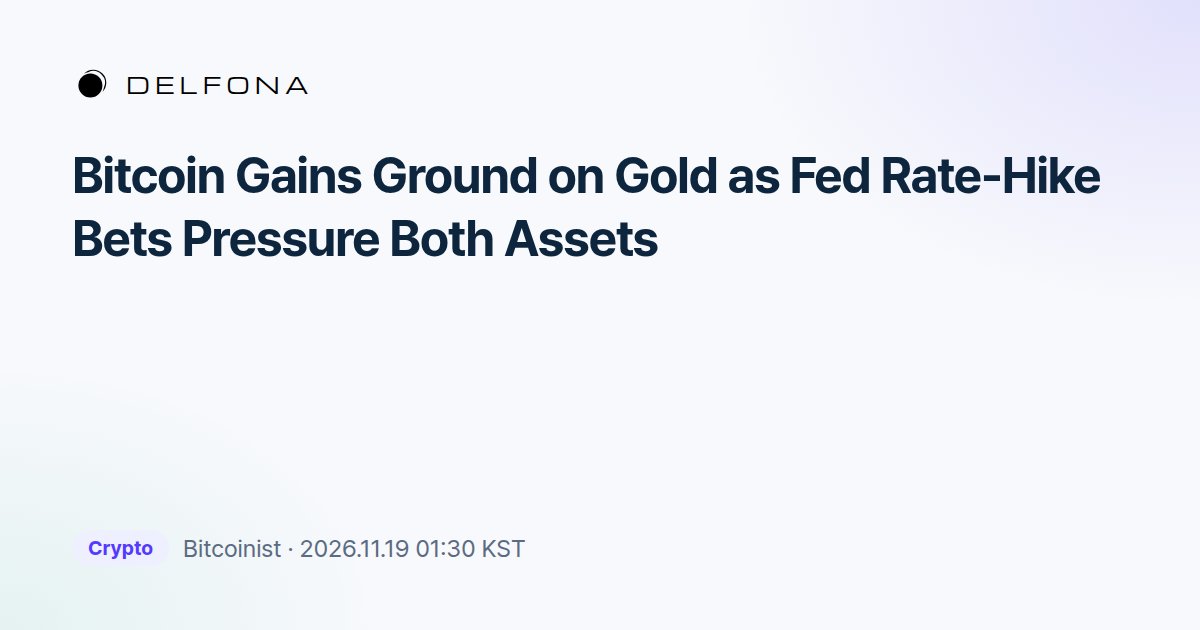 DELFONA
Bitcoin Gains Ground on Gold as Fed Rate-Hike
Bets Pressure Both Assets
Crypto Bitcoinist · 2026.11.19 01:30 KST